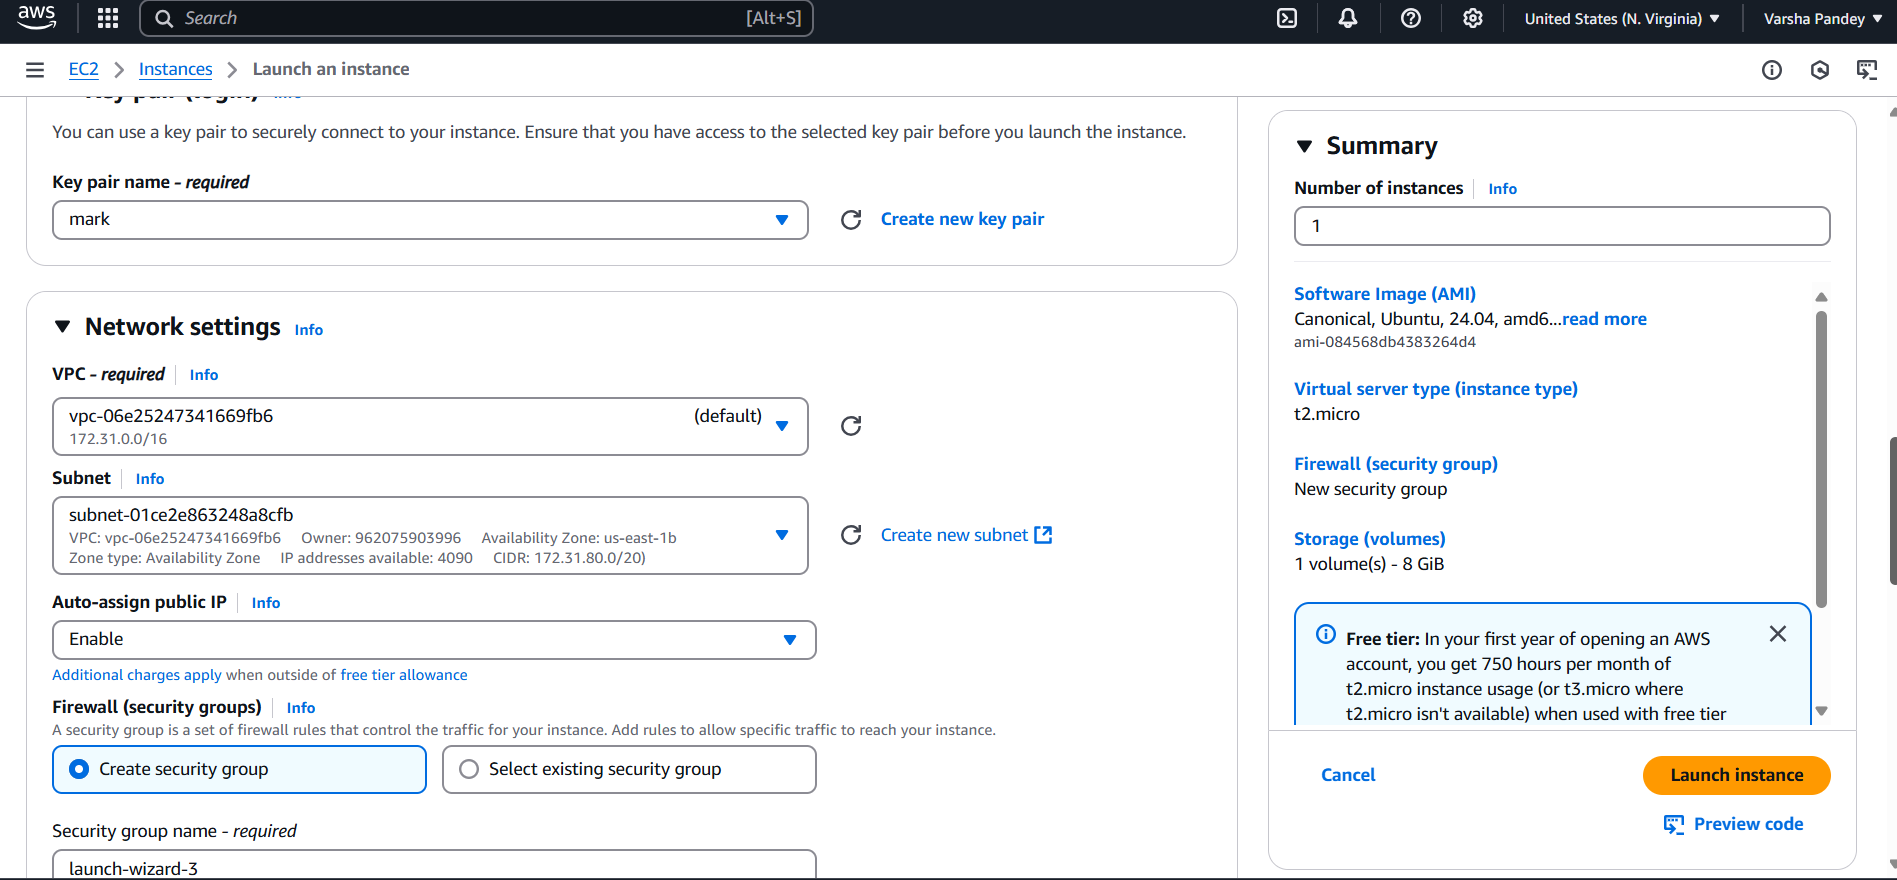 aws
Search [Alt+S]
United States (N. Virginia)
Varsha Pandey
EC2 Instances Launch an instance
Key pair (login) Info
You can use a key pair to securely connect to your instance. Ensure that you have access to the selected key pair before you launch the instance.
Key pair name - required
mark
Create new key pair
Network settings Info
VPC - required Info
vpc-06e25247341669fb6 (default)
172.31.0.0/16
Subnet Info
subnet-01ce2e863248a8cfb
VPC: vpc-06e25247341669fb6 Owner: 962075903996 Availability Zone: us-east-1b
Zone type: Availability Zone IP addresses available: 4090 CIDR: 172.31.80.0/20)
Create new subnet
Auto-assign public IP Info
Enable
Additional charges apply when outside of free tier allowance
Firewall (security groups) Info
A security group is a set of firewall rules that control the traffic for your instance. Add rules to allow specific traffic to reach your instance.
Create security group
Select existing security group
Security group name - required
launch-wizard-3
Summary
Number of instances Info
1
Software Image (AMI)
Canonical, Ubuntu, 24.04, amd6...read more
ami-084568db4383264d4
Virtual server type (instance type)
t2.micro
Firewall (security group)
New security group
Storage (volumes)
1 volume(s) - 8 GiB
Free tier: In your first year of opening an AWS
account, you get 750 hours per month of
t2.micro instance usage (or t3.micro where
t2.micro isn't available) when used with free tier
Cancel
Launch instance
Preview code